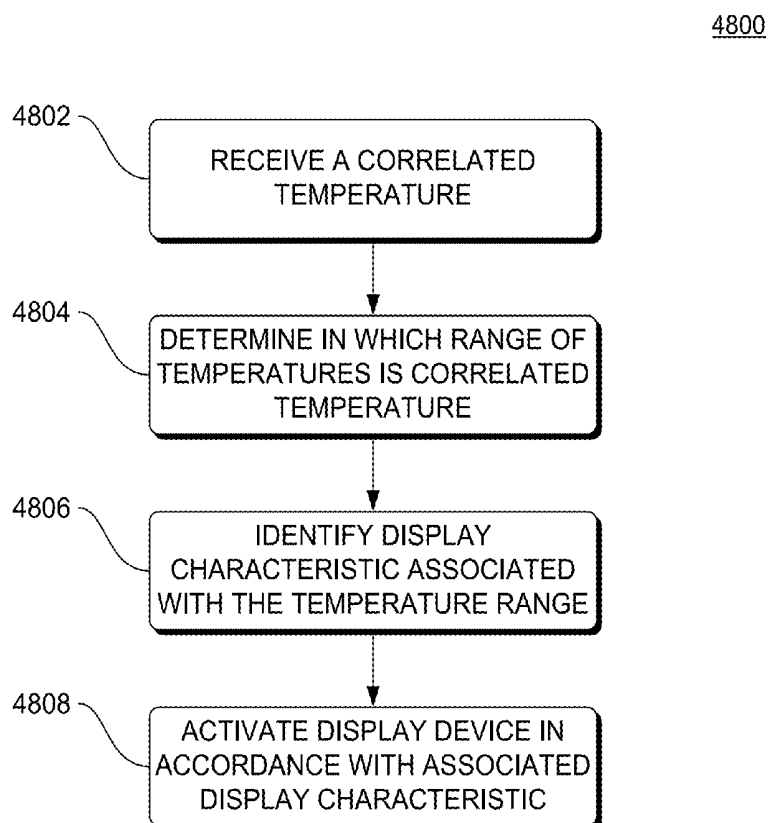 4800
4802
RECEIVE A CORRELATED
TEMPERATURE
4804
DETERMINE IN WHICH RANGE OF
TEMPERATURES IS CORRELATED
TEMPERATURE
4806
IDENTIFY DISPLAY
CHARACTERISTIC ASSOCIATED
WITH THE TEMPERATURE RANGE
4808
ACTIVATE DISPLAY DEVICE IN
ACCORDANCE WITH ASSOCIATED
DISPLAY CHARACTERISTIC